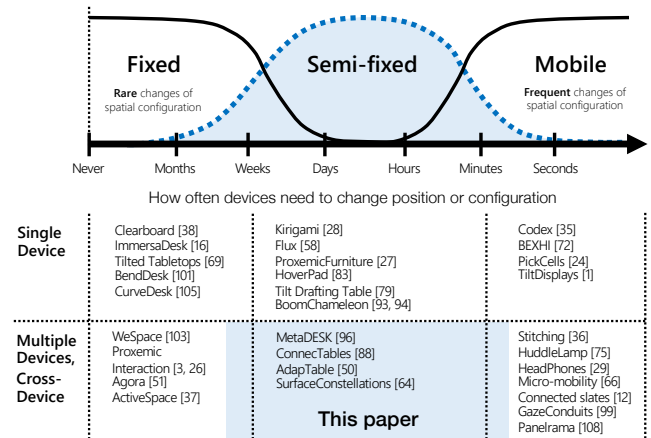 Fixed
Semi-fixed
Mobile
Rare changes of
spatial configuration
Frequent changes of
spatial configuration
Never
Months
Weeks
Days
Hours
Minutes
Seconds
How often devices need to change position or configuration
Single
Device
Clearboard [38]
ImmersaDesk [16]
Tilted Tabletops [69]
BendDesk [101]
CurveDesk [105]
Kirigami [28]
Flux [58]
ProxemicFurniture [27]
HoverPad [83]
Tilt Drafting Table [79]
BoomChameleon [93, 94]
Codex [35]
BEXHI [72]
PickCells [24]
TiltDisplays [1]
Multiple
Devices,
Cross-
Device
WeSpace [103]
Proxemic
Interaction [3, 26]
Agora [51]
ActiveSpace [37]
MetaDESK [96]
ConnecTables [88]
AdapTable [50]
SurfaceConstellations [64]
This paper
Stitching [36]
HuddleLamp [75]
HeadPhones [29]
Micro-mobility [66]
Connected slates [12]
GazeConduits [99]
Panelrama [108]